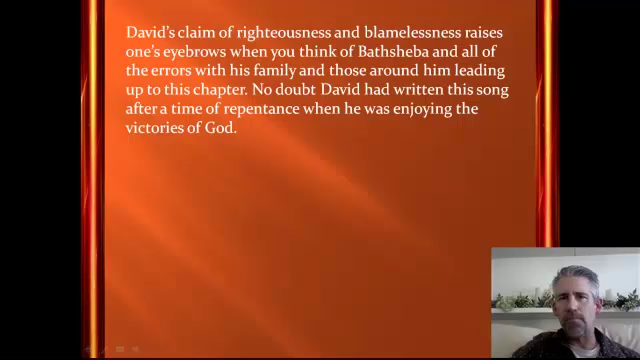 David's claim of righteousness and blamelessness raises
one's eyebrows when you think of Bathsheba and all of
the errors with his family and those around him leading
up to this chapter. No doubt David had written this song
after a time of repentance when he was enjoying the
victories of God.